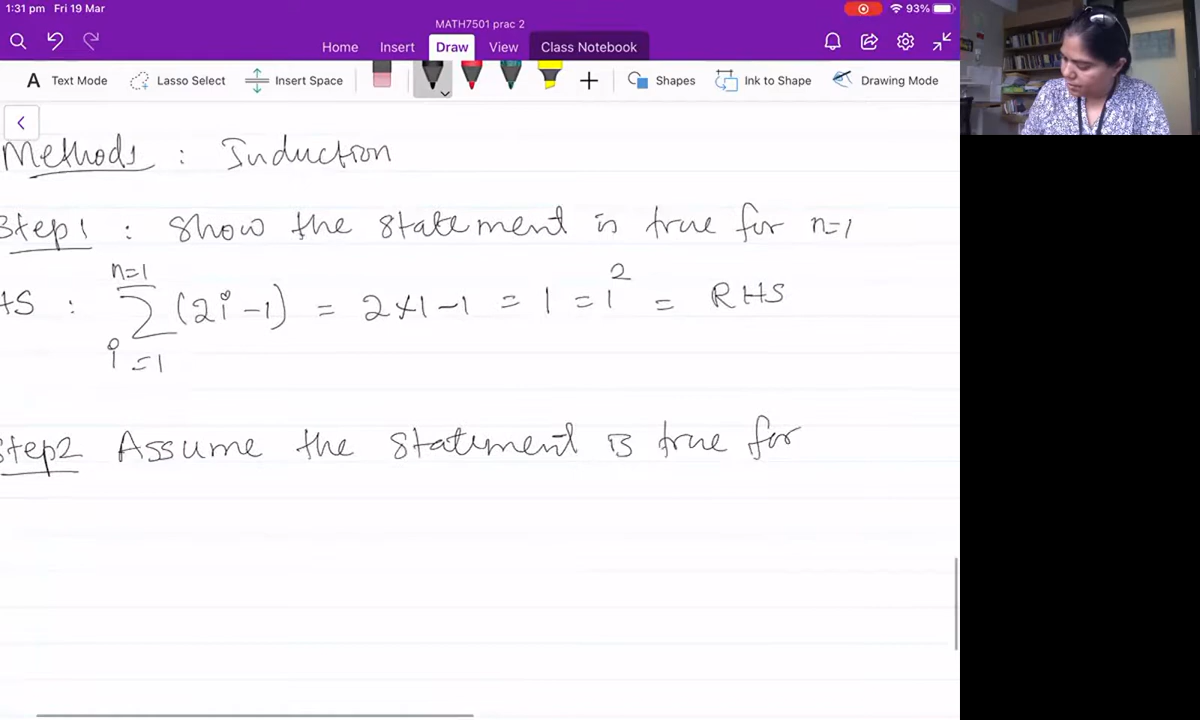 1:31 pm Fri 19 Mar
93%
MATH7501 prac 2
Home Insert Draw View Class Notebook
A Text Mode Lasso Select Insert Space Shapes Ink to Shape Drawing Mode
Methods : Induction
Step1 : Show the statement is true for n=1
HS : n=1 ∑ i=1 (2i-1) = 2×1-1 = 1 = 1² = RHS
Step2 Assume the statement is true for